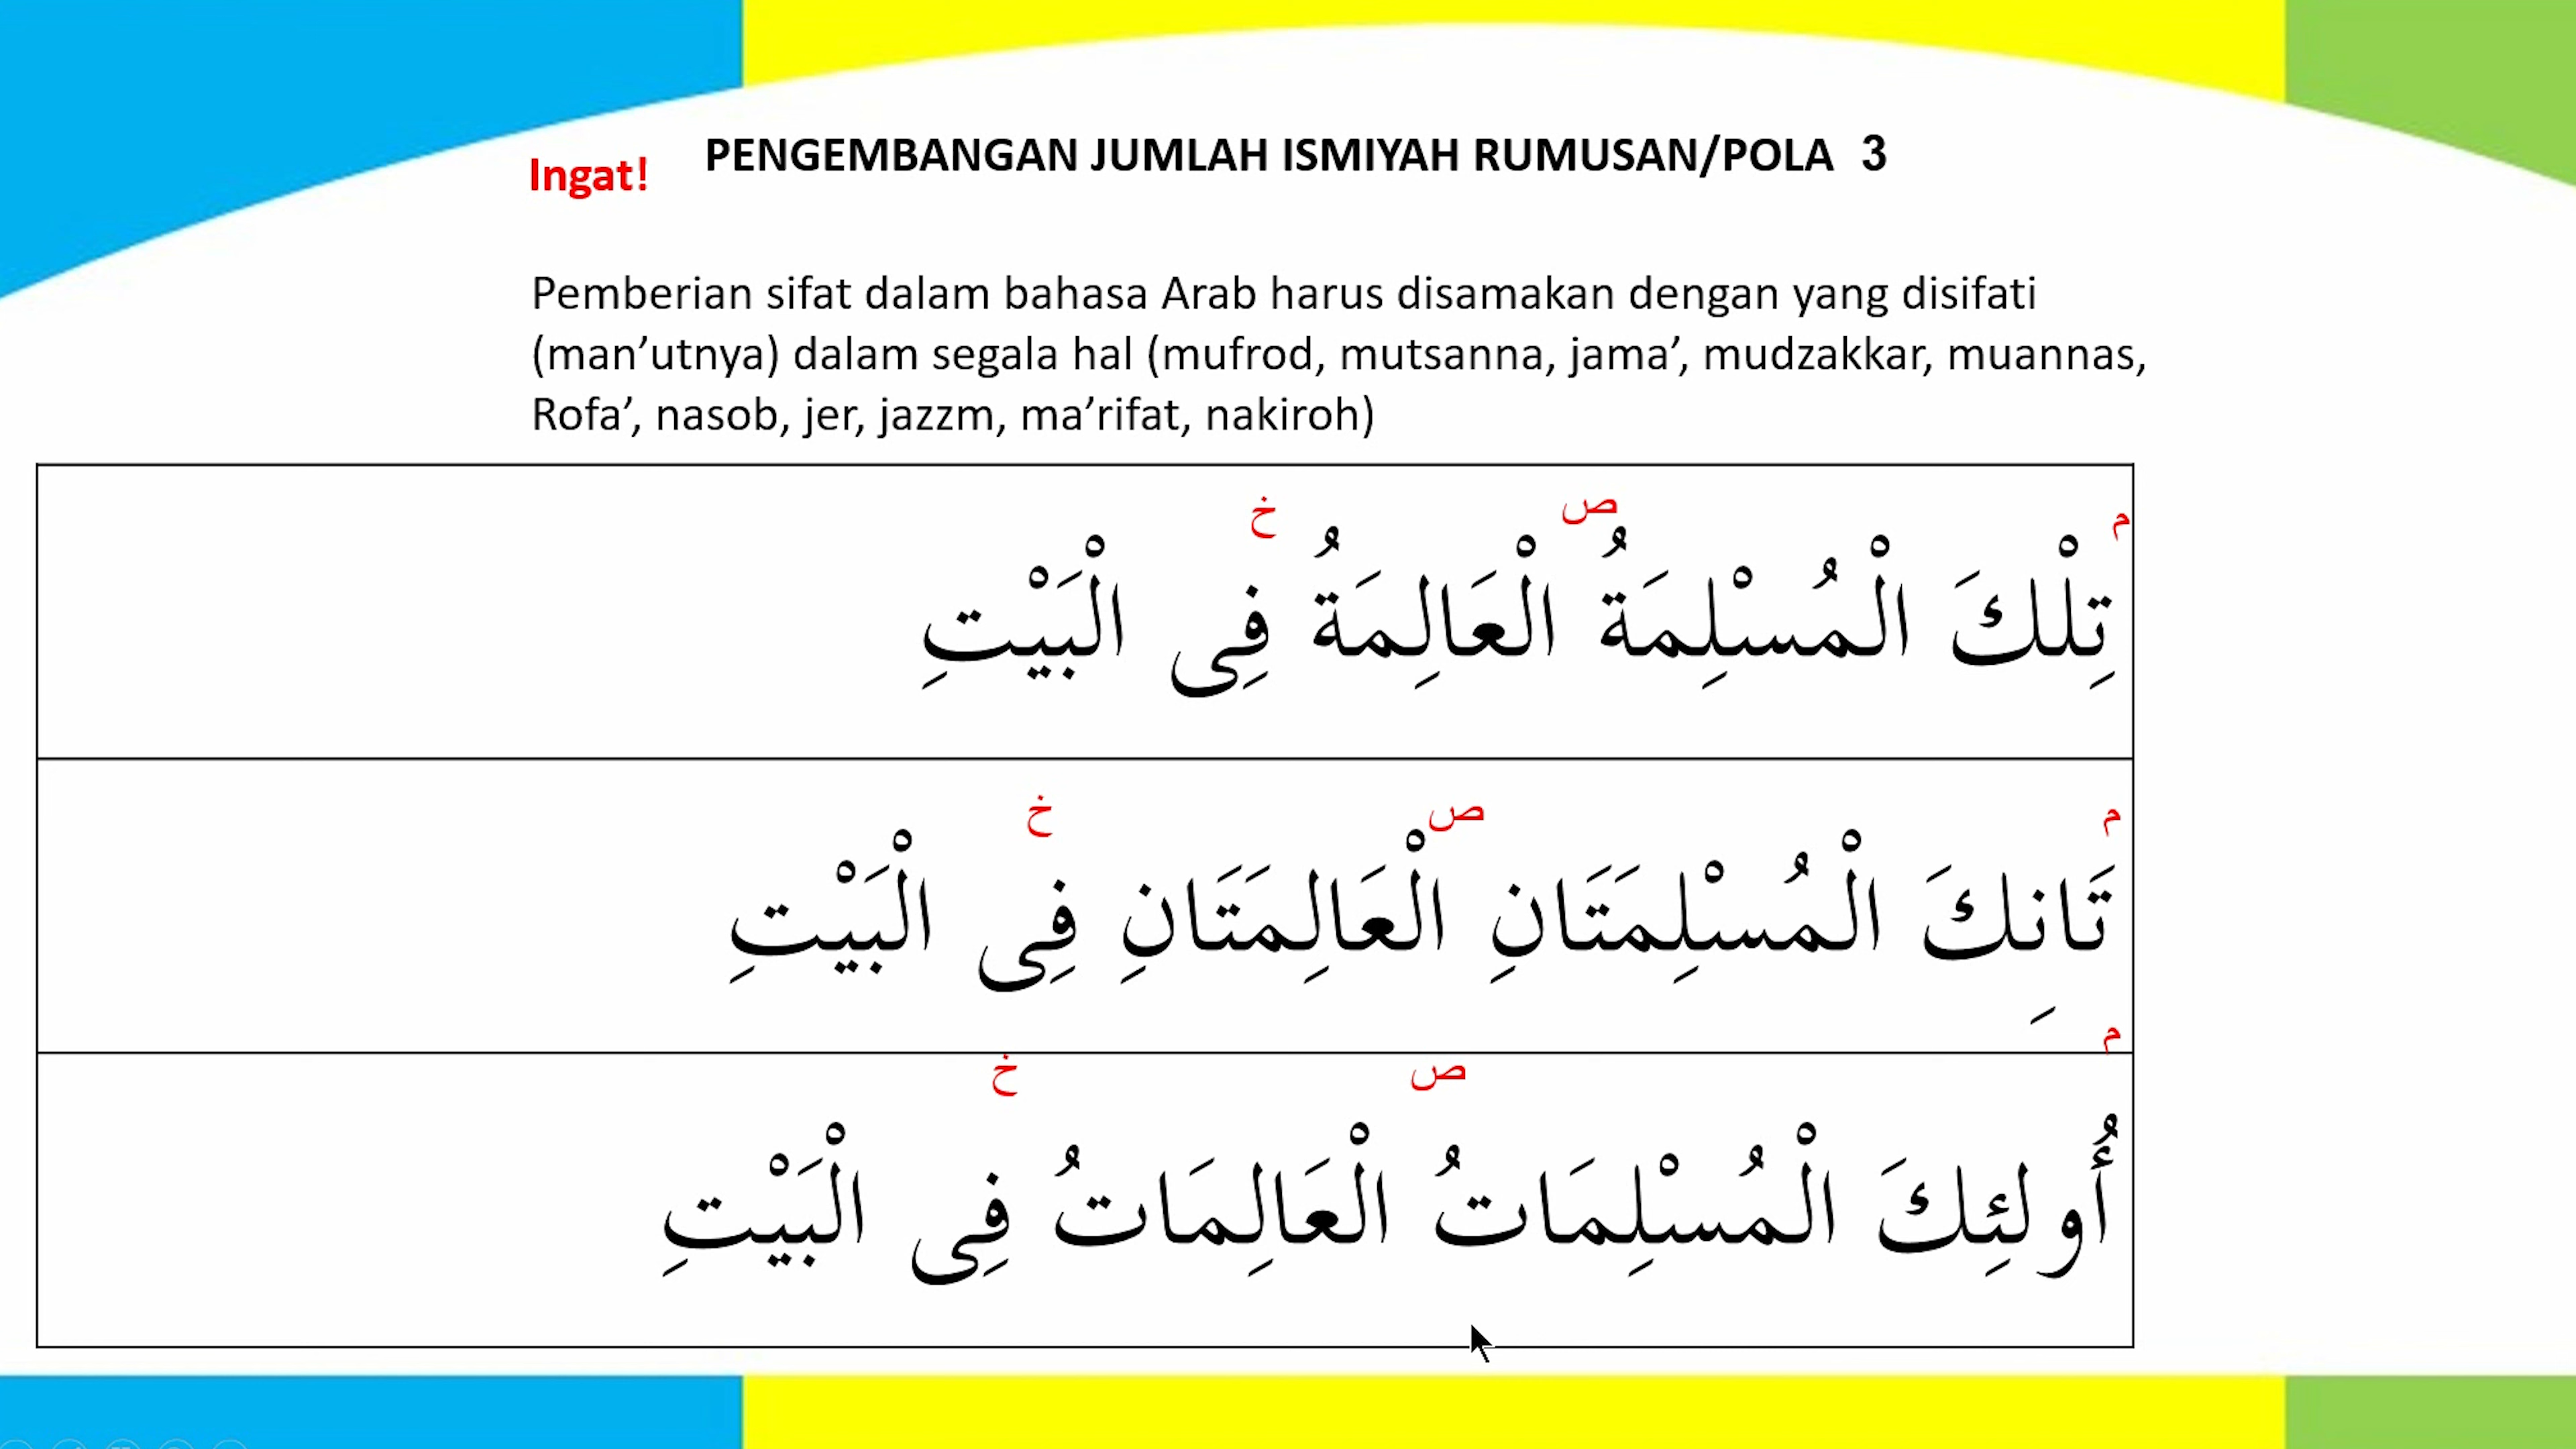 PENGEMBANGAN JUMLAH ISMIYAH RUMUSAN/POLA 3
Ingat!
Pemberian sifat dalam bahasa Arab harus disamakan dengan yang disifati
(man’utnya) dalam segala hal (mufrod, mutsanna, jama’, mudzakkar, muannas,
Rofa’, nasob, jer, jazzm, ma’rifat, nakiroh)
م ص خ
تِلْكَ الْمُسْلِمَةُ الْعَالِمَةُ فِى الْبَيْتِ
م ص خ
تَانِكَ الْمُسْلِمَتَانِ الْعَالِمَتَانِ فِى الْبَيْتِ
م ص خ
أُولئِكَ الْمُسْلِمَاتُ الْعَالِمَاتُ فِى الْبَيْتِ